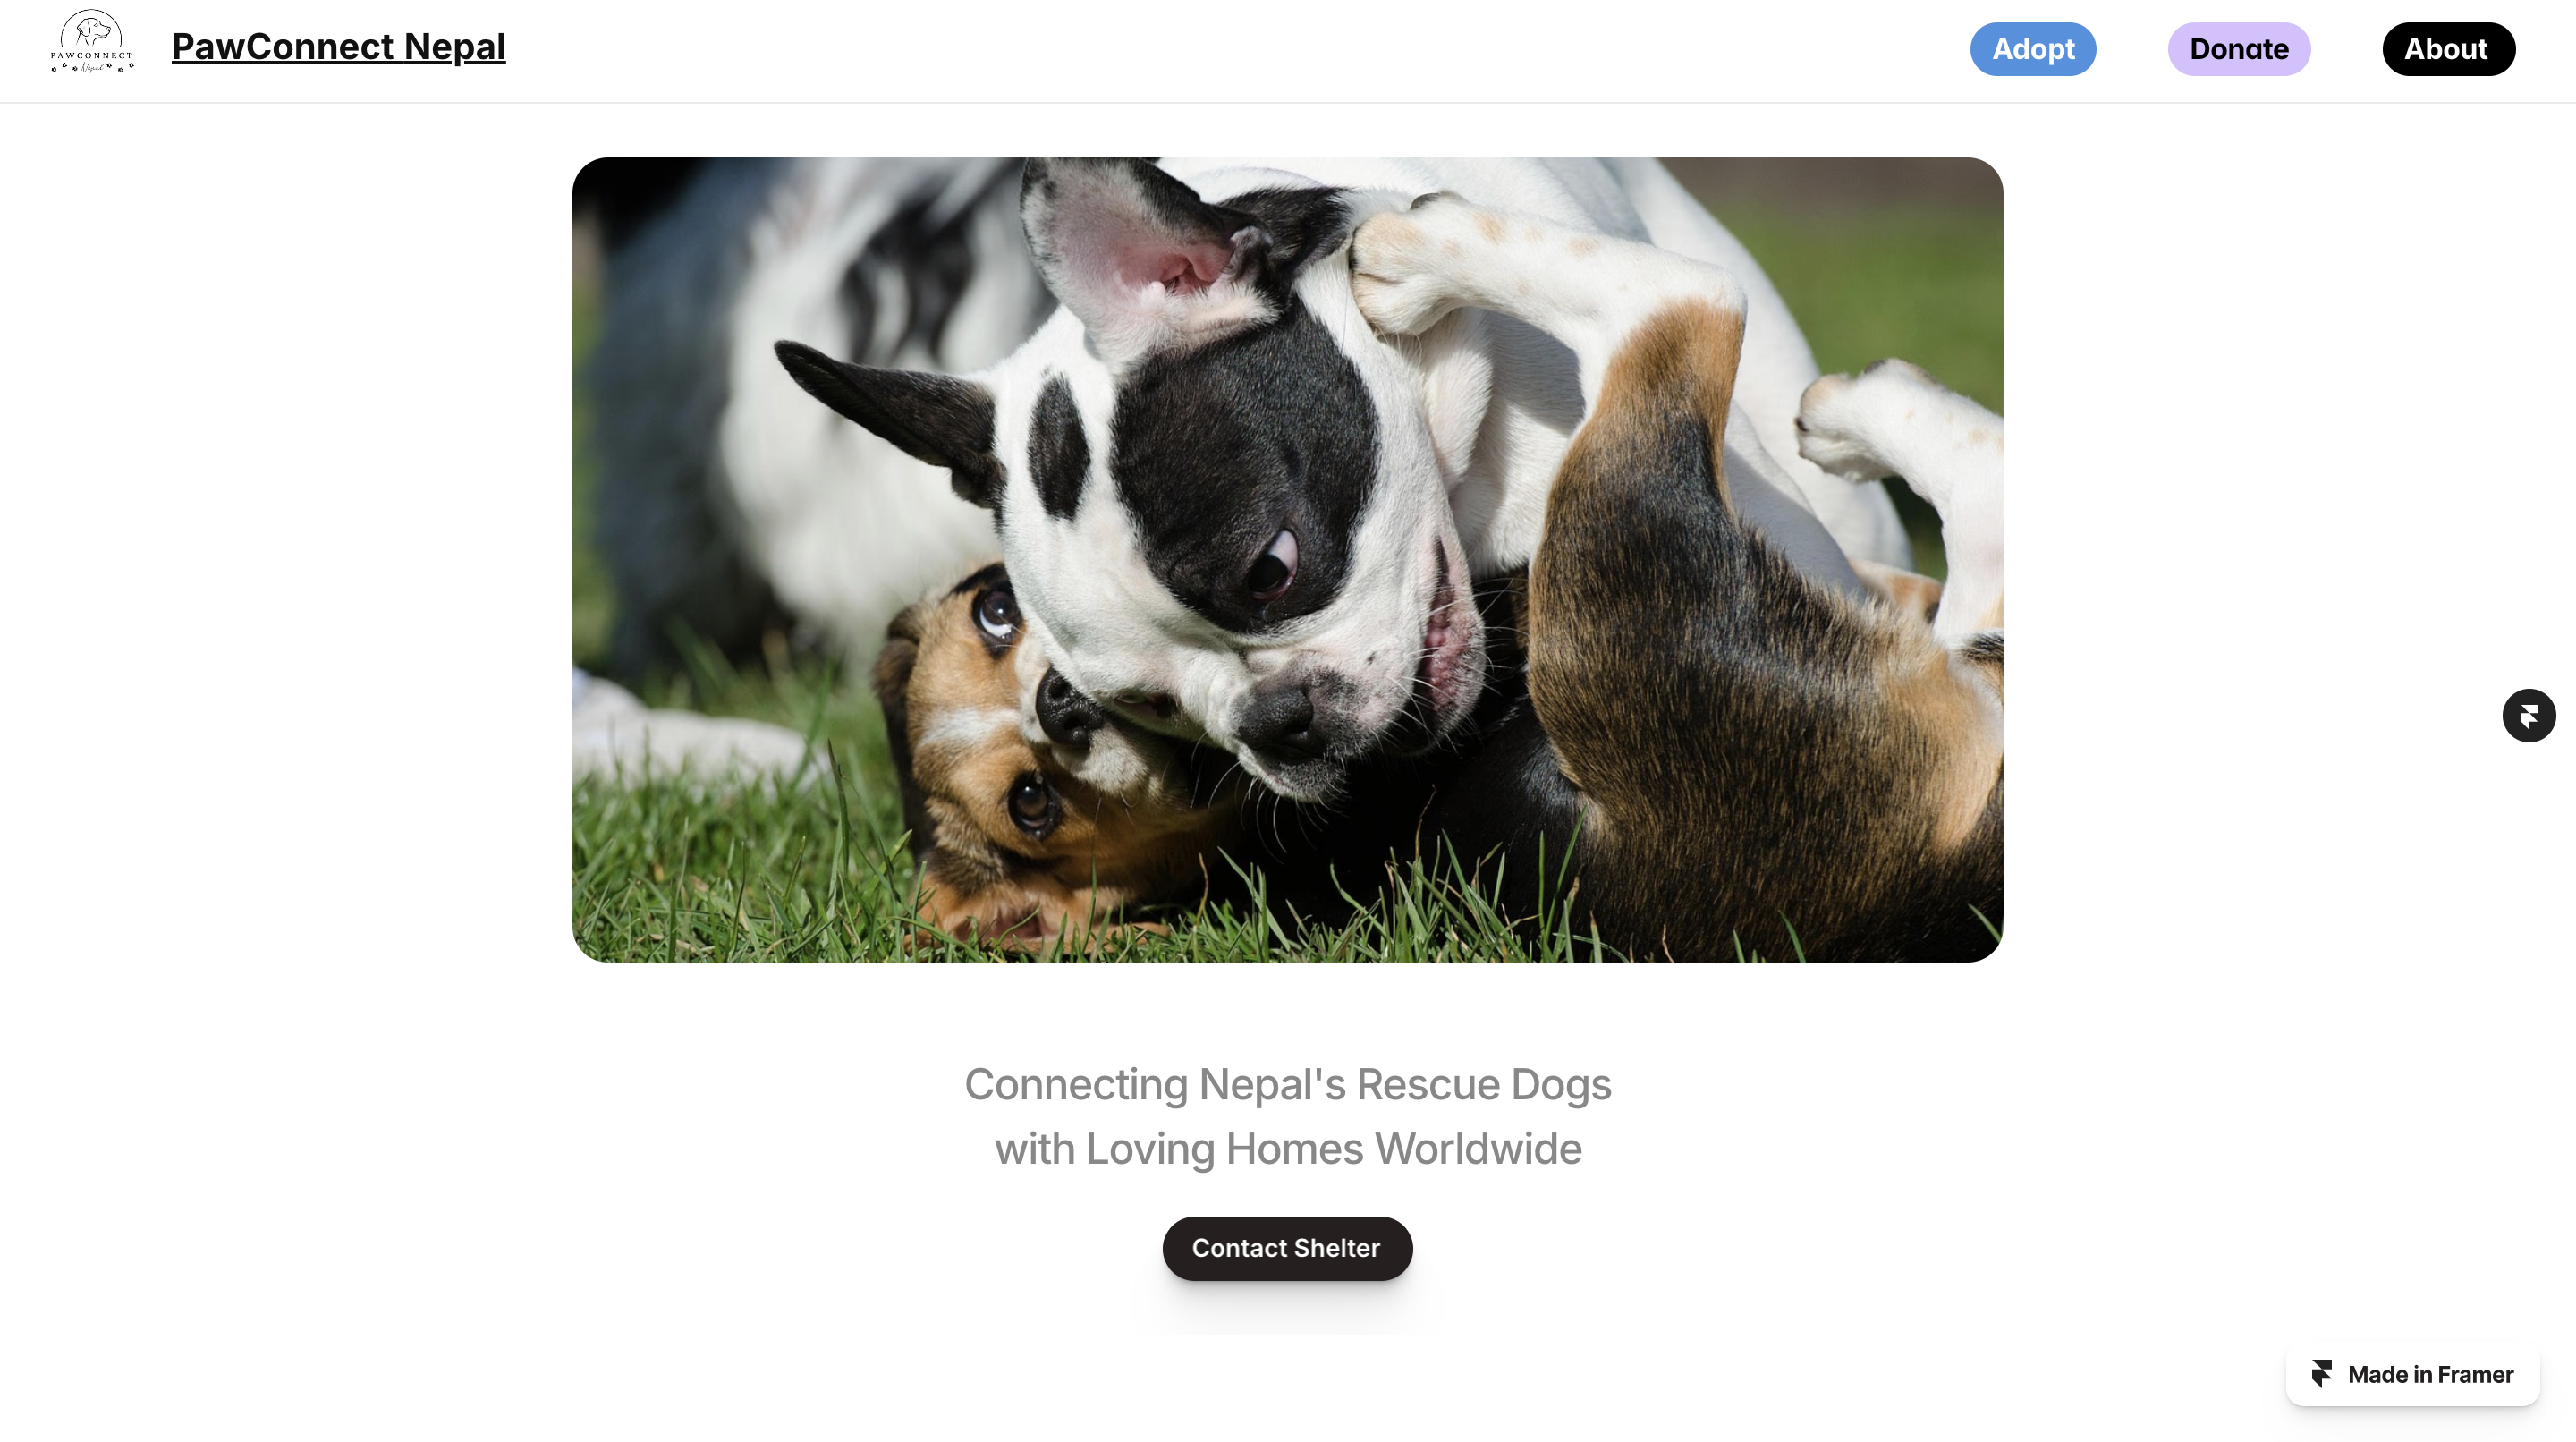 PAWCONNECT
Nepal
PawConnect Nepal
Adopt
Donate
About
Connecting Nepal's Rescue Dogs
with Loving Homes Worldwide
Contact Shelter
Made in Framer